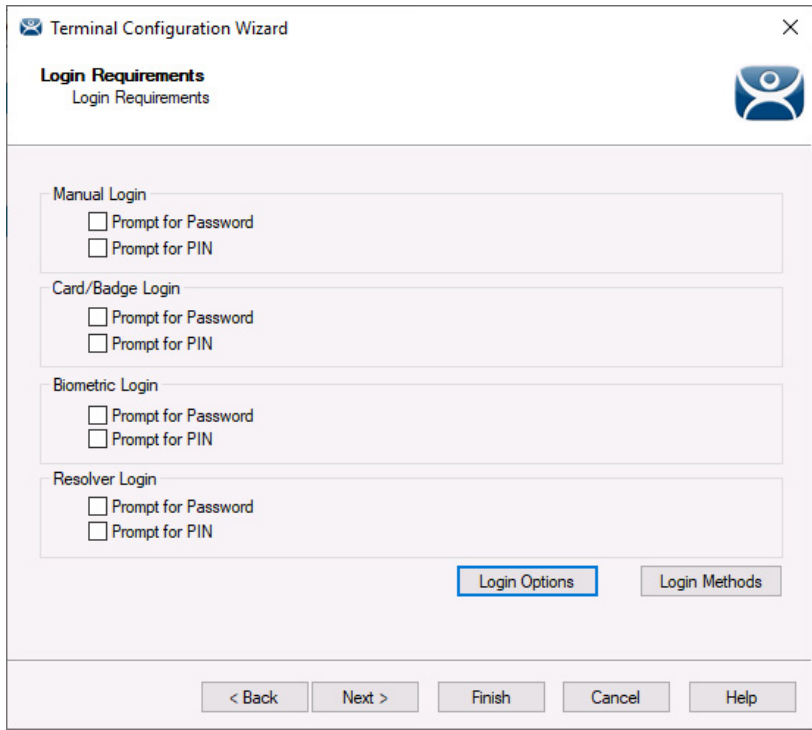 Terminal Configuration Wizard
Login Requirements
Login Requirements
Manual Login
Prompt for Password
Prompt for PIN
Card/Badge Login
Prompt for Password
Prompt for PIN
Biometric Login
Prompt for Password
Prompt for PIN
Resolver Login
Prompt for Password
Prompt for PIN
Login Options Login Methods
< Back Next > Finish Cancel Help